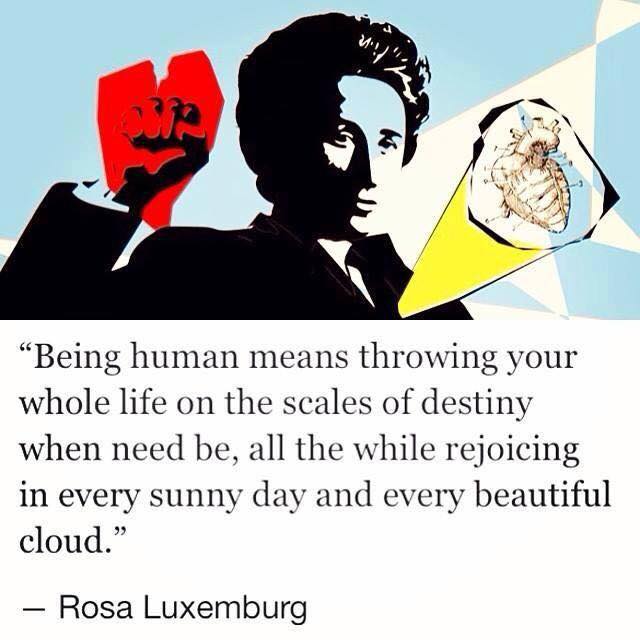 “Being human means throwing your
whole life on the scales of destiny
when need be, all the while rejoicing
in every sunny day and every beautiful
cloud.”
— Rosa Luxemburg